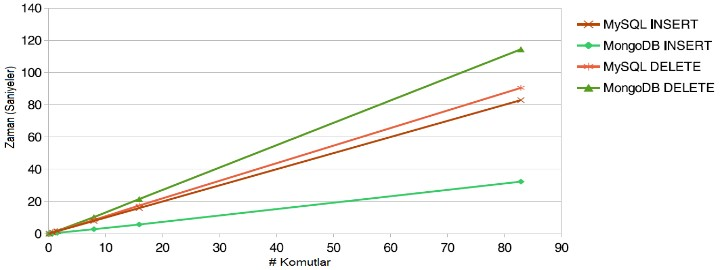 140
120
100
80
60
40
20
0
Zaman (Saniyeler)
0 10 20 30 40 50 60 70 80 90
# Komutlar
MySQL INSERT
MongoDB INSERT
MySQL DELETE
MongoDB DELETE